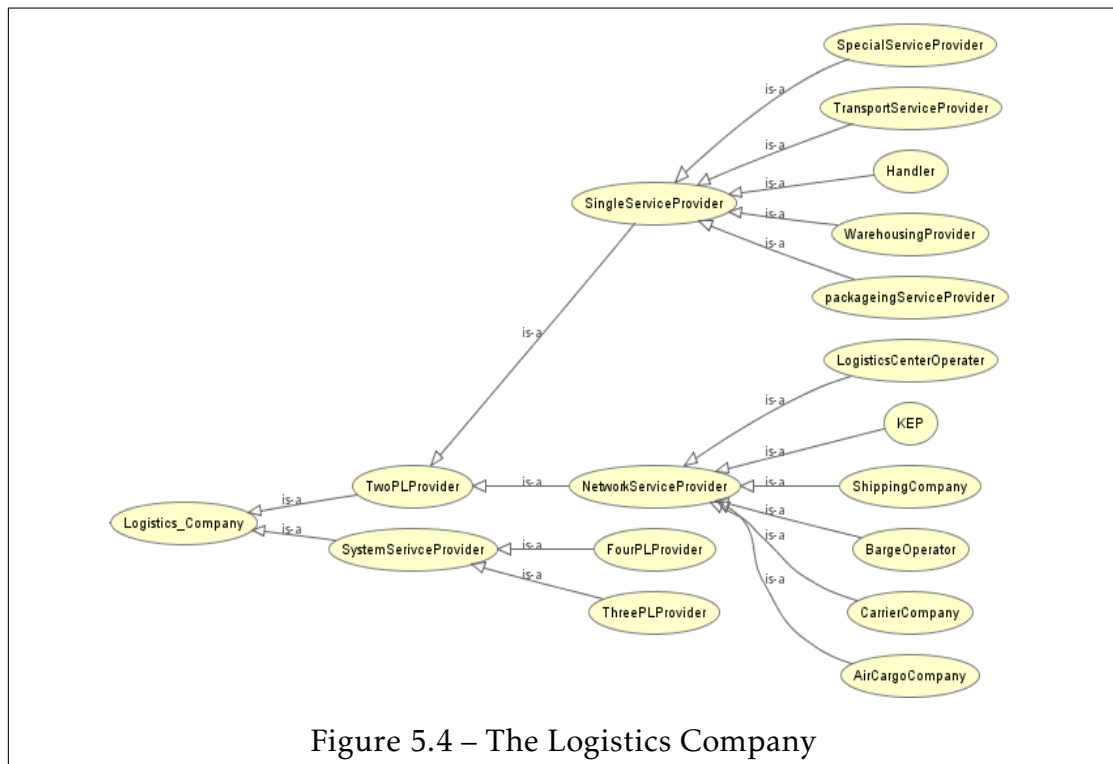 SpecialServiceProvider
is-a
TransportServiceProvider
is-a
Handler
is-a
SingleServiceProvider
is-a
WarehousingProvider
is-a
packageingServiceProvider
is-a
LogisticsCenterOperater
is-a
KEP
is-a
TwoPLProvider
is-a
NetworkServiceProvider
is-a
ShippingCompany
is-a
Logistics_Company
is-a
SystemSerivceProvider
is-a
FourPLProvider
is-a
BargeOperator
is-a
is-a
ThreePLProvider
is-a
CarrierCompany
AirCargoCompany
Figure 5.4 – The Logistics Company